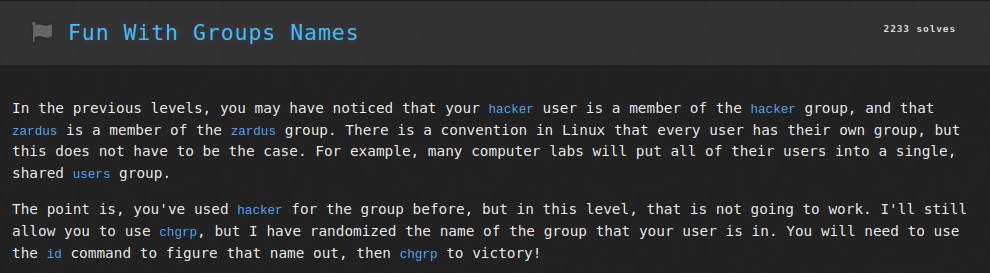 Fun With Groups Names
2233 solves
In the previous levels, you may have noticed that your hacker user is a member of the hacker group, and that
zardus is a member of the zardus group. There is a convention in Linux that every user has their own group, but
this does not have to be the case. For example, many computer labs will put all of their users into a single,
shared users group.
The point is, you've used hacker for the group before, but in this level, that is not going to work. I'll still
allow you to use chgrp, but I have randomized the name of the group that your user is in. You will need to use
the id command to figure that name out, then chgrp to victory!